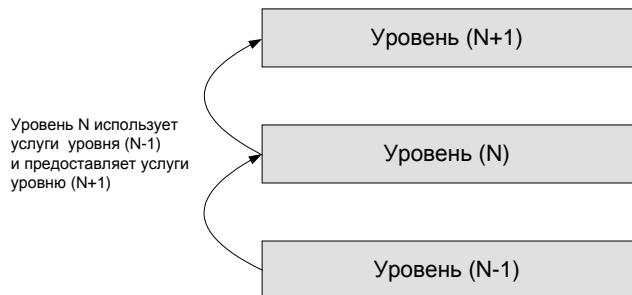 Уровень (N+1)
Уровень N использует
услуги уровня (N-1)
и предоставляет услуги
уровню (N+1)
Уровень (N)
Уровень (N-1)